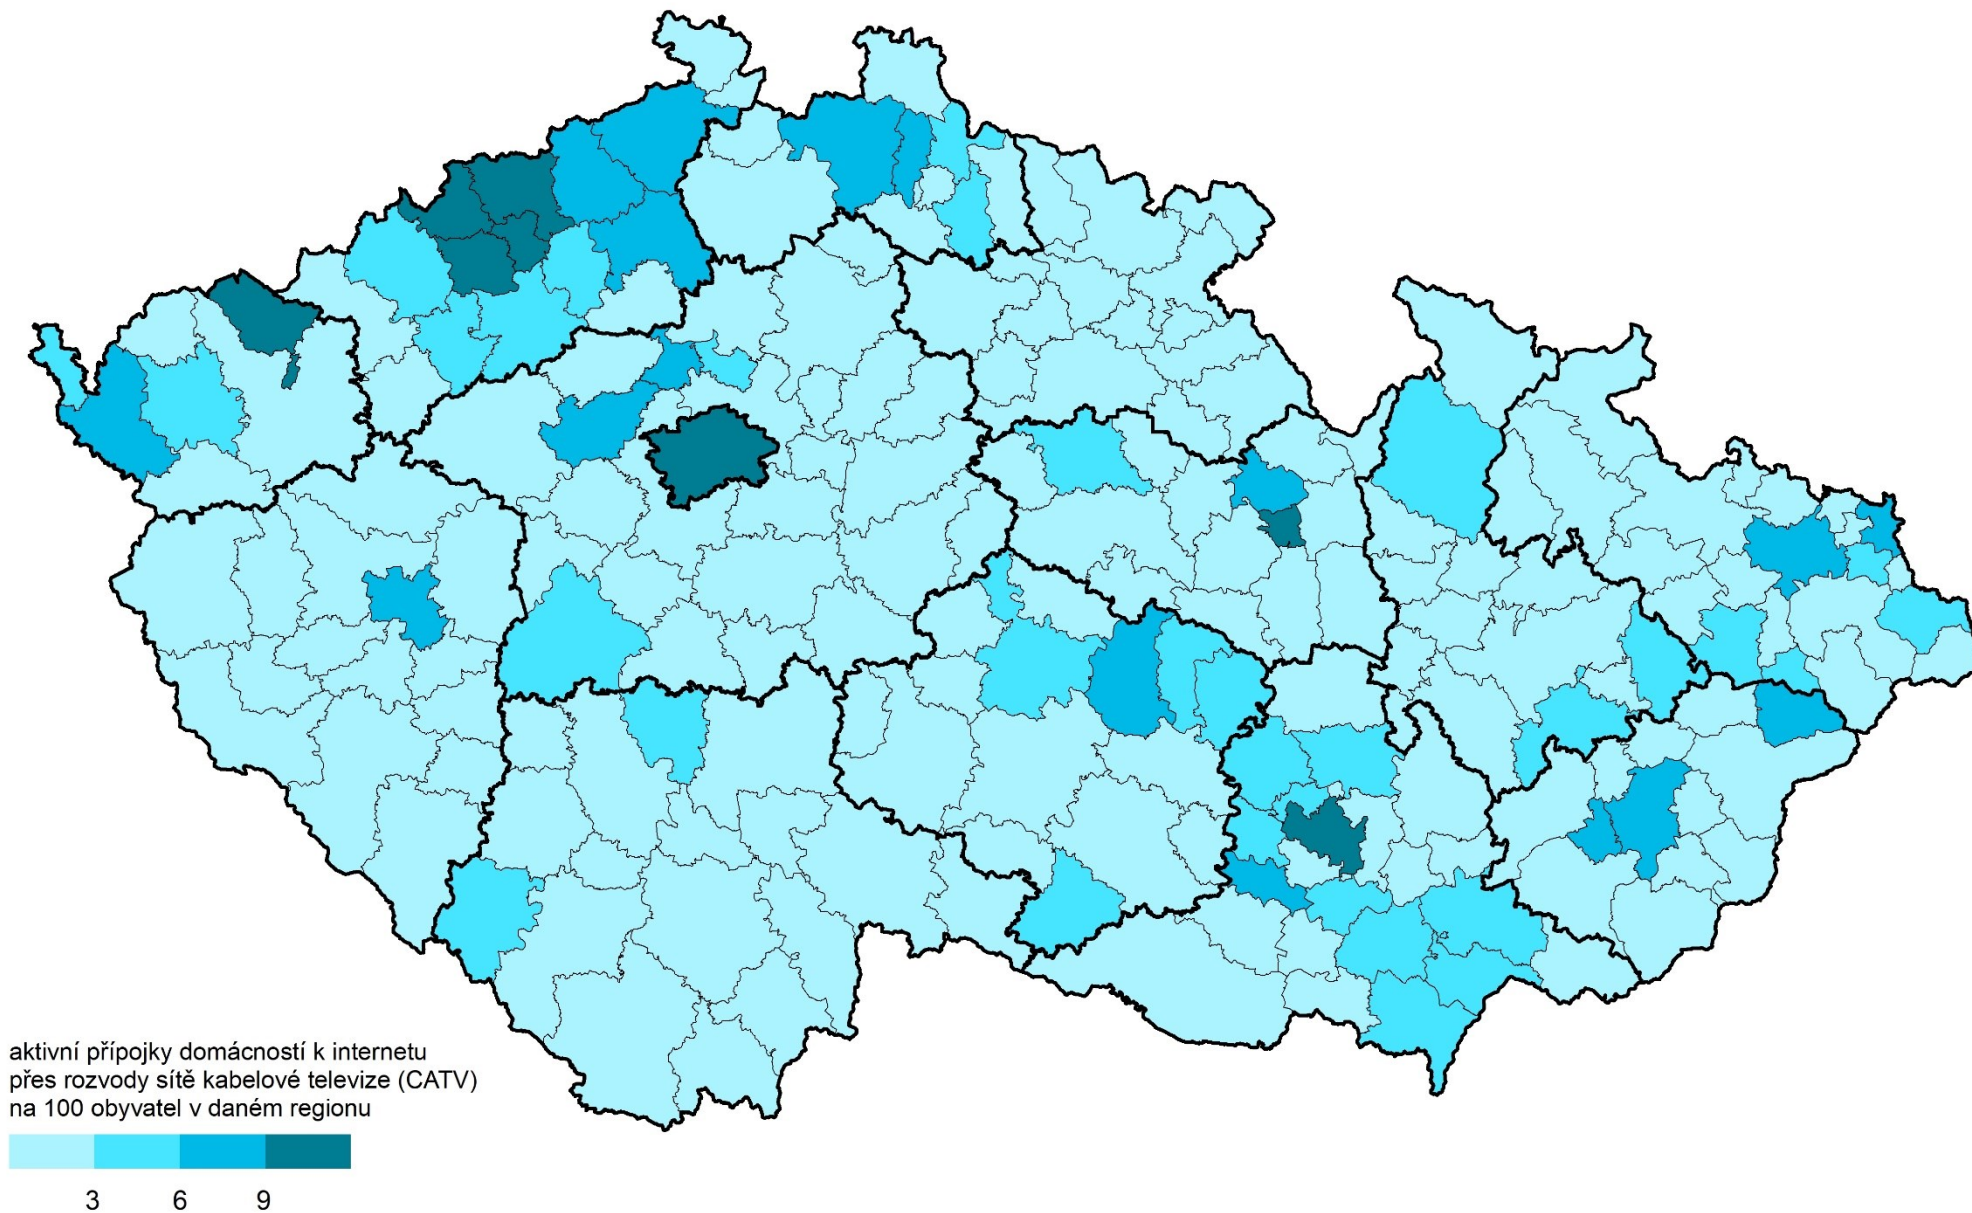 aktivní přípojky domácností k internetu
přes rozvody sítě kabelové televize (CATV)
na 100 obyvatel v daném regionu
3 6 9